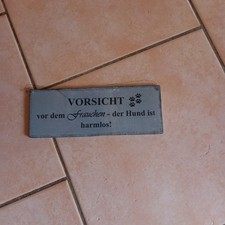 VORSICHT
vor dem Frauchen - der Hund ist
harmlos!